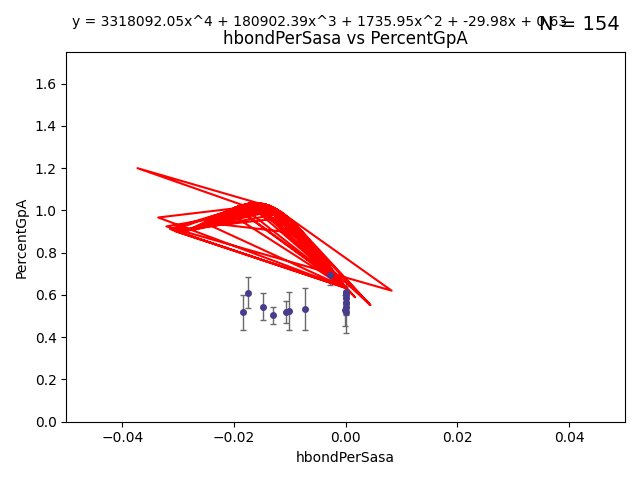 y = 3318092.05x^4 + 180902.39x^3 + 1735.95x^2 + -29.98x + 0.63
N = 154
hbondPerSasa vs PercentGpA
PercentGpA
1.6
1.4
1.2
1.0
0.8
0.6
0.4
0.2
0.0
−0.04
−0.02
0.00
0.02
0.04
hbondPerSasa